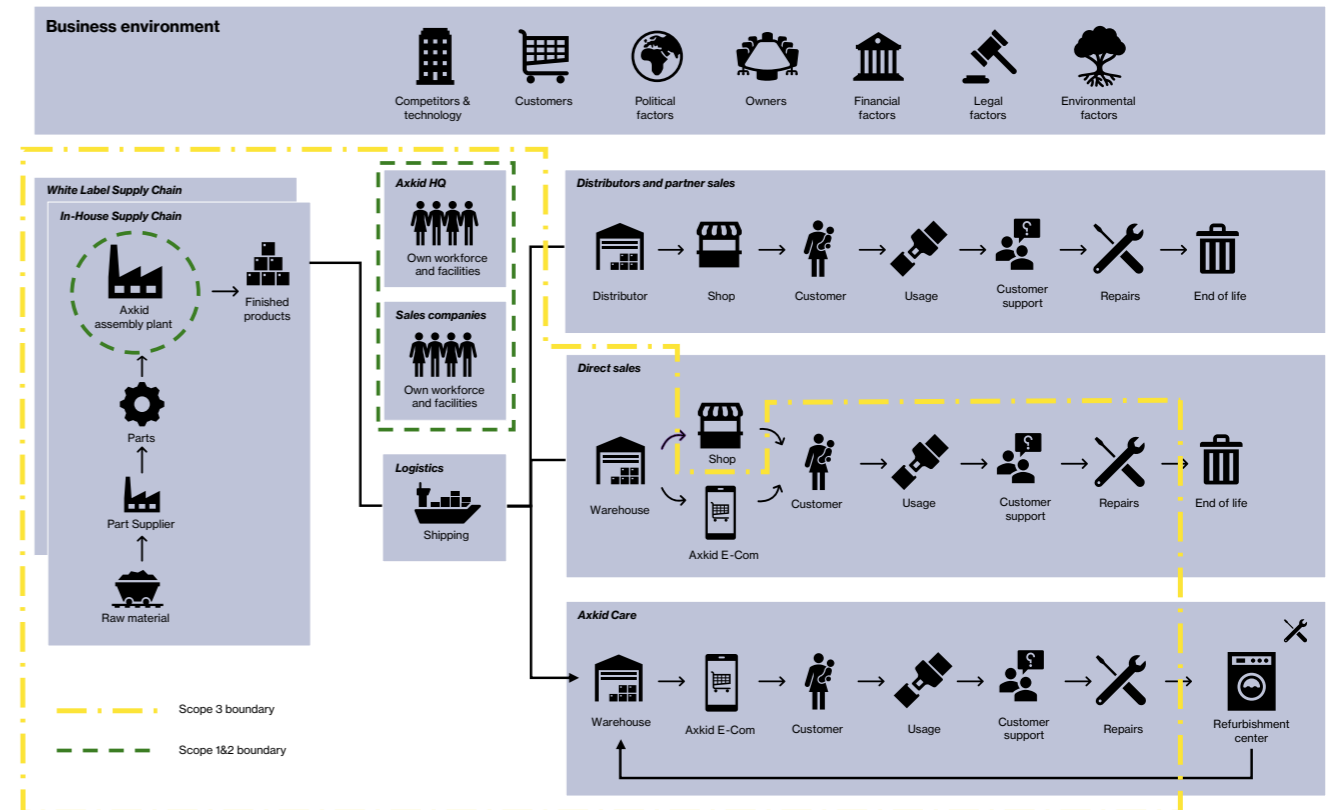 Business environment
Competitors &
technology
Customers
Political
factors
Owners
Financial
factors
Legal
factors
Environmental
factors
White Label Supply Chain
In-House Supply Chain
Axkid
assembly plant
Finished
products
Parts
Part Supplier
Raw material
Axkid HQ
Own workforce
and facilities
Sales companies
Own workforce
and facilities
Logistics
Shipping
Distributors and partner sales
Distributor
Shop
Customer
Usage
?
Customer
support
Repairs
End of life
Direct sales
Warehouse
Shop
Axkid E-Com
Customer
Usage
?
Customer
support
Repairs
End of life
Axkid Care
Warehouse
Axkid E-Com
Customer
Usage
?
Customer
support
Repairs
Refurbishment
center
Scope 3 boundary
Scope 1&2 boundary